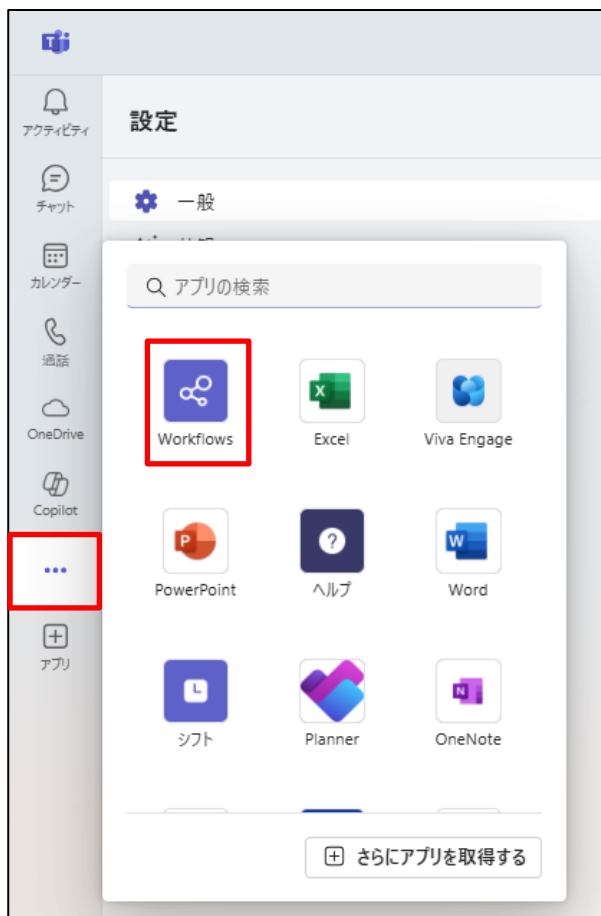 アクティビティ
チャット
カレンダー
通話
OneDrive
Copilot
アプリ
設定
一般
アプリの検索
Workflows
Excel
Viva Engage
PowerPoint
ヘルプ
Word
シフト
Planner
OneNote
さらにアプリを取得する